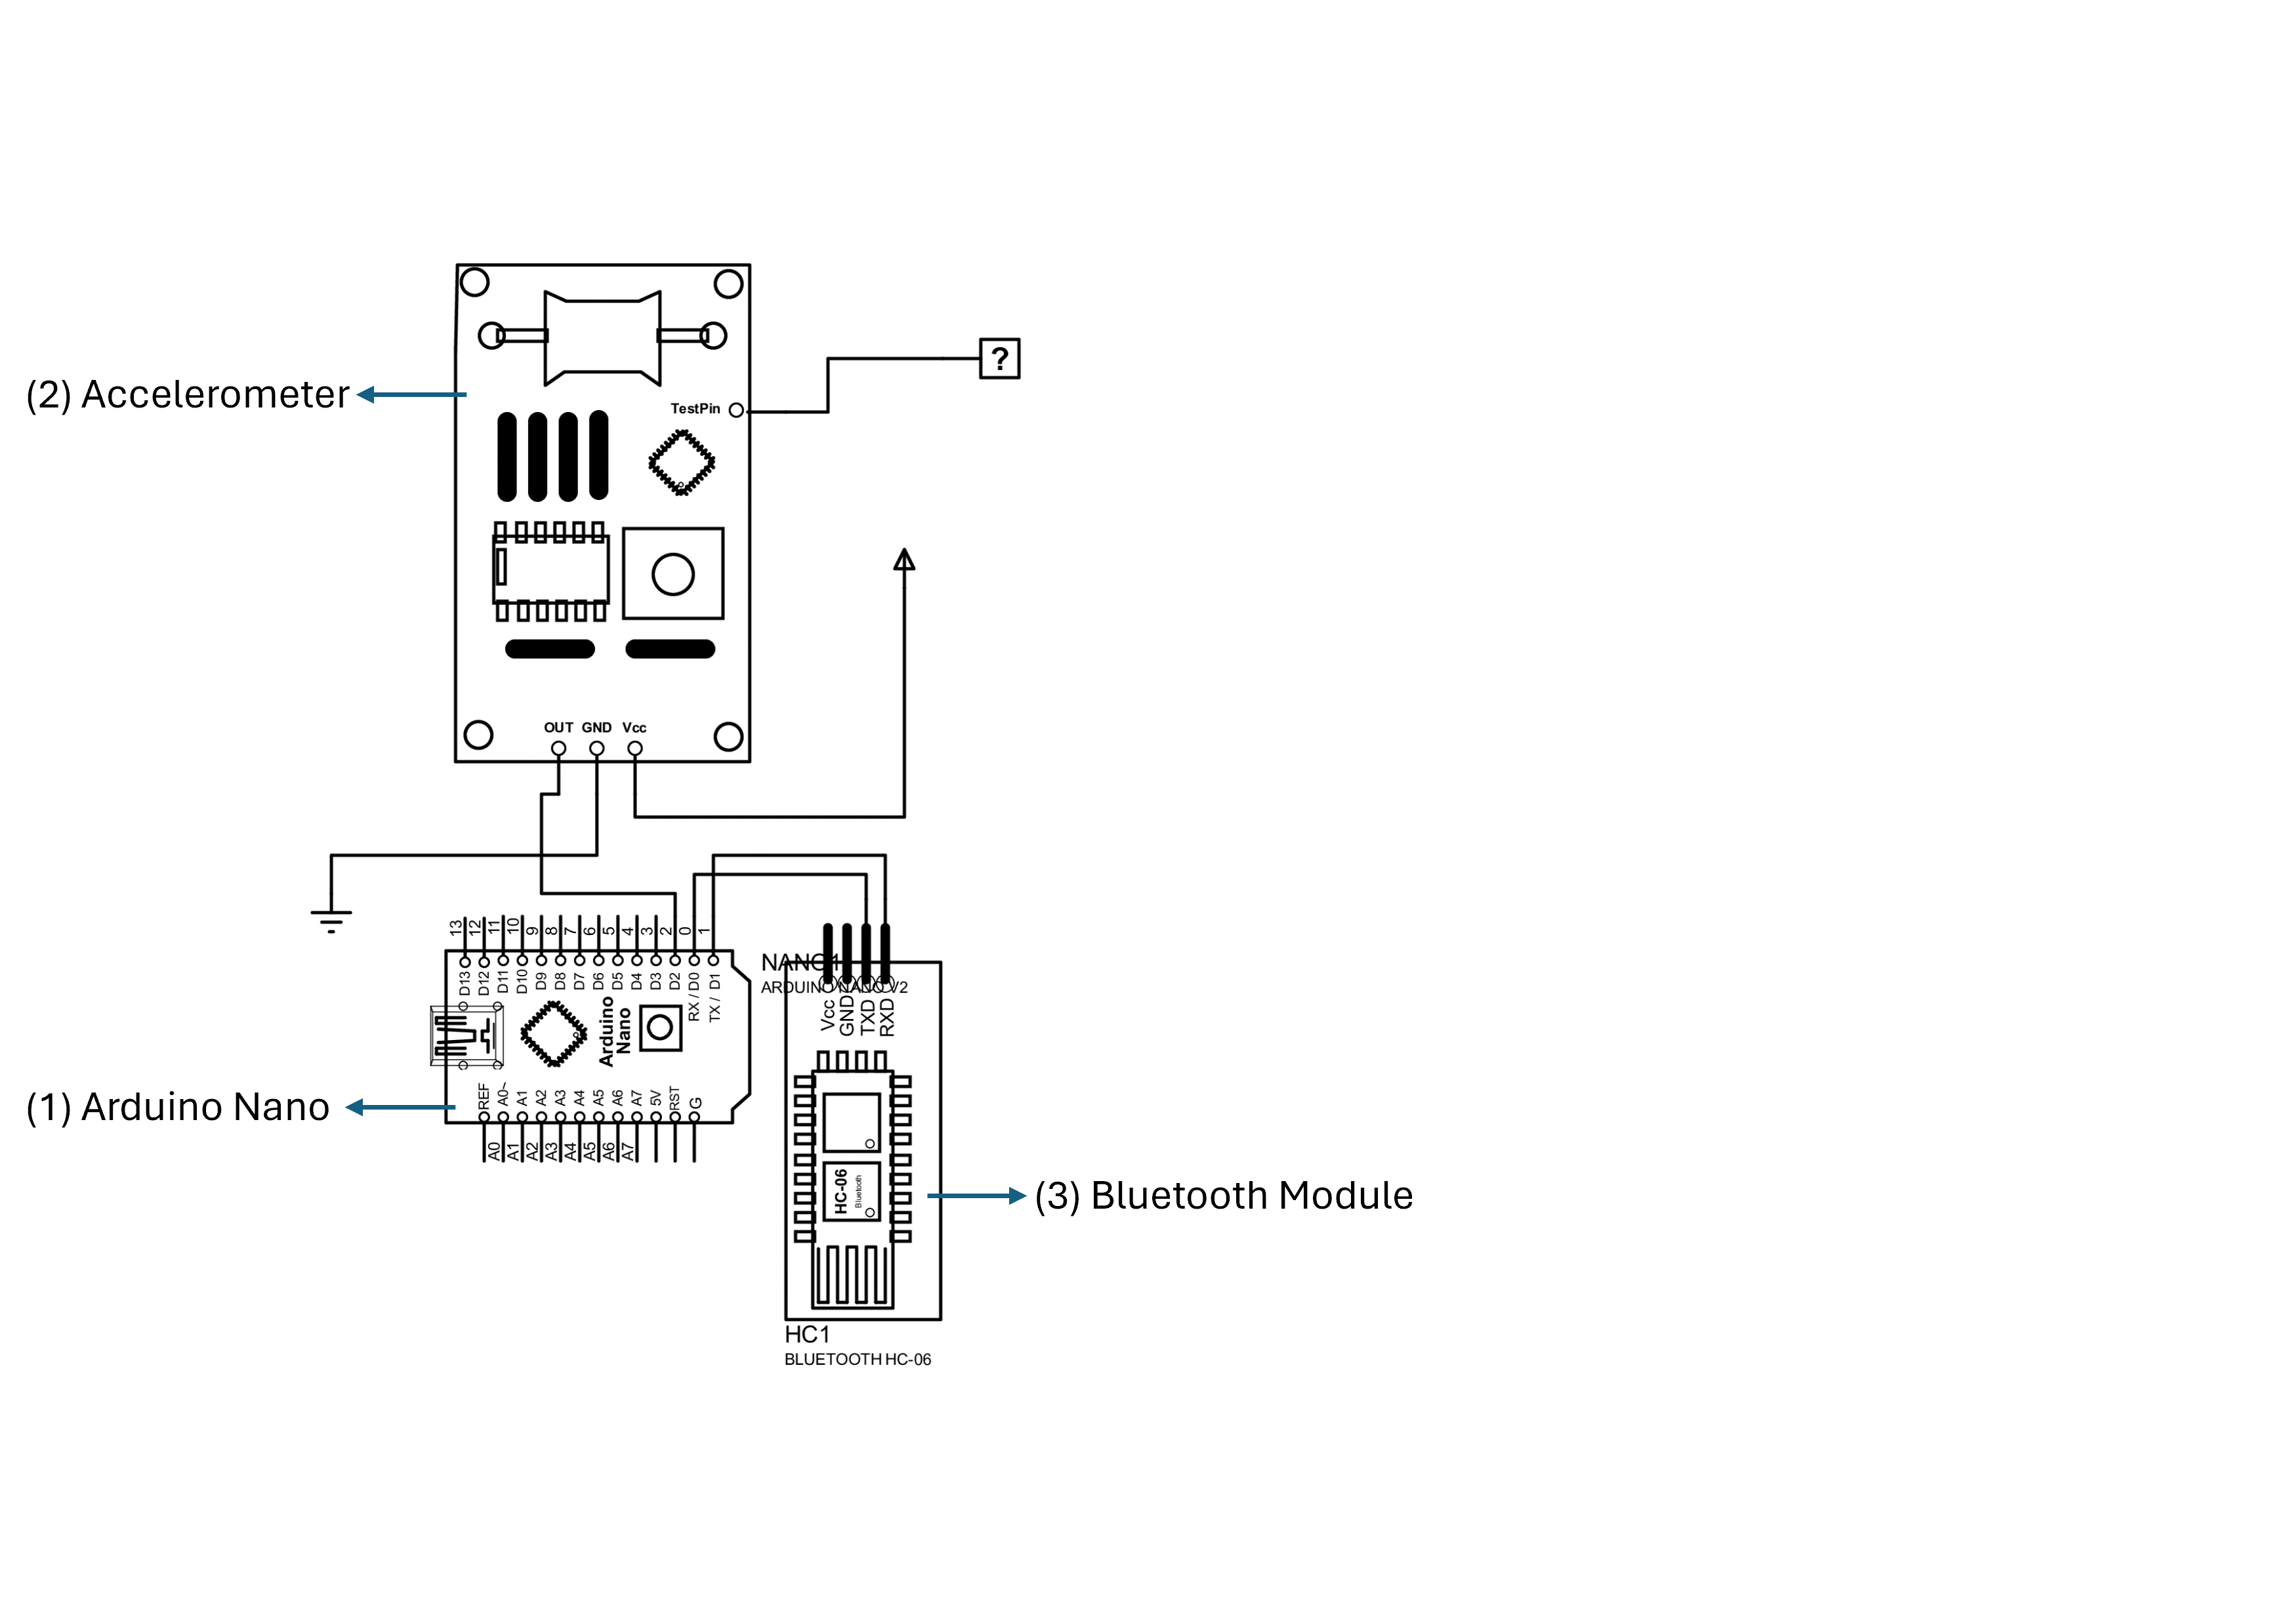 ?
(2) Accelerometer
TestPin
OUT GND Vcc
13 12 11 10 9 8 7 6 5 4 3 2 0 1
D13 D12 D11 D10 D9 D8 D7 D6 D5 D4 D3 D2 RX / D0 TX / D1
NANO1
ARDUINO NANO V2
Vcc GND TXD RXD
Arduino
Nano
REF A0~ A1 A2 A3 A4 A5 A6 A7 5V RST G
(1) Arduino Nano
A0 A1 A2 A3 A4 A5 A6 A7
HC-06
Bluetooth
(3) Bluetooth Module
HC1
BLUETOOTH HC-06